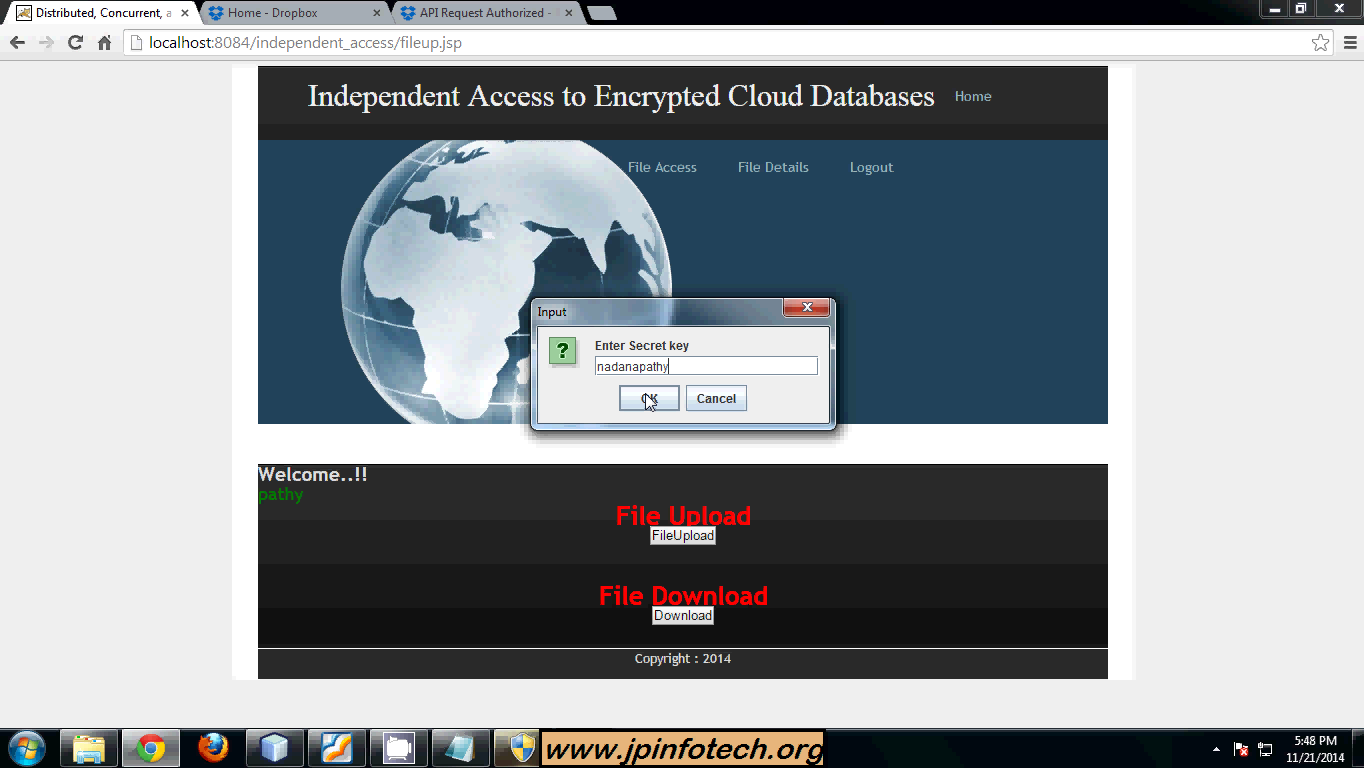 Distributed, Concurrent, a
Home - Dropbox
API Request Authorized -
localhost:8084/independent_access/fileup.jsp
Independent Access to Encrypted Cloud Databases
Home
File Access
File Details
Logout
Input
?
Enter Secret key
nadanapathy
OK
Cancel
Welcome..!!
pathy
File Upload
FileUpload
File Download
Download
Copyright : 2014
www.jpinfotech.org
5:48 PM
11/21/2014